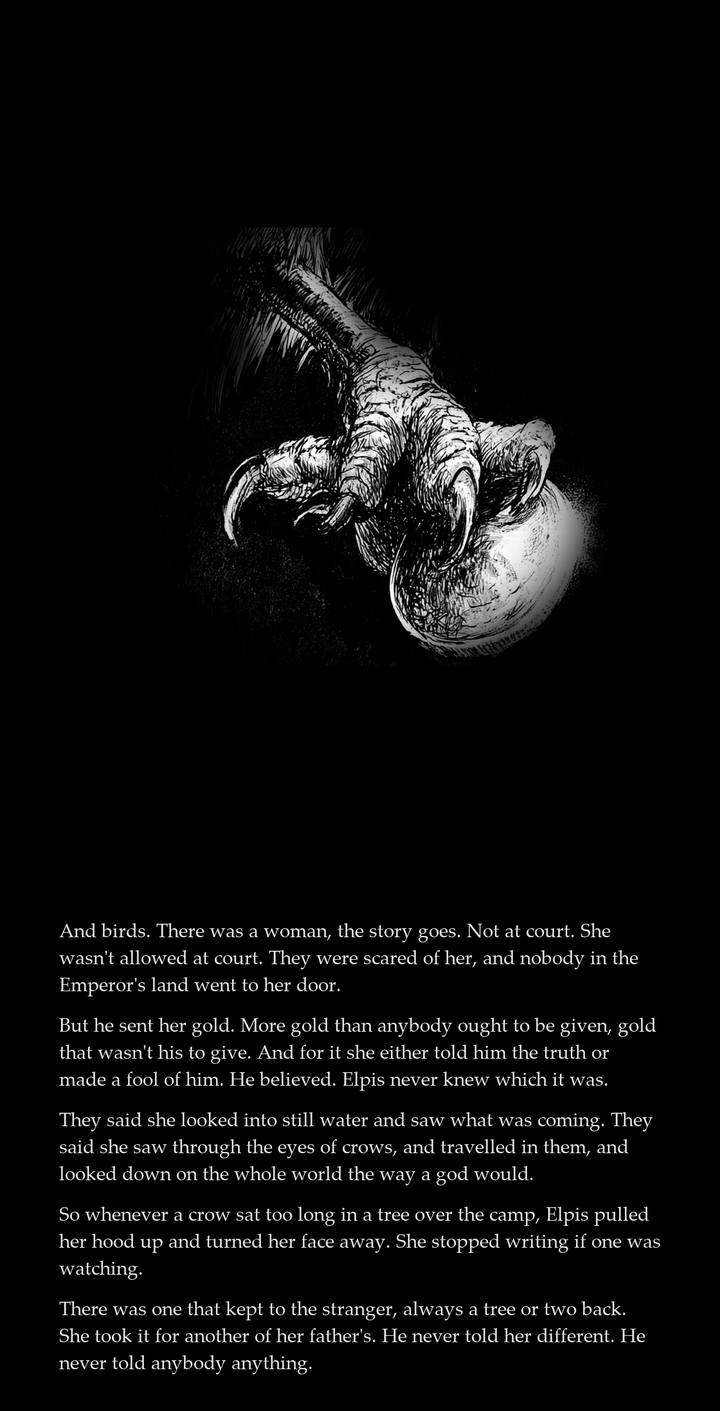 And birds. There was a woman, the story goes. Not at court. She
wasn't allowed at court. They were scared of her, and nobody in the
Emperor's land went to her door.
But he sent her gold. More gold than anybody ought to be given, gold
that wasn't his to give. And for it she either told him the truth or
made a fool of him. He believed. Elpis never knew which it was.
They said she looked into still water and saw what was coming. They
said she saw through the eyes of crows, and travelled in them, and
looked down on the whole world the way a god would.
So whenever a crow sat too long in a tree over the camp, Elpis pulled
her hood up and turned her face away. She stopped writing if one was
watching.
There was one that kept to the stranger, always a tree or two back.
She took it for another of her father's. He never told her different. He
never told anybody anything.